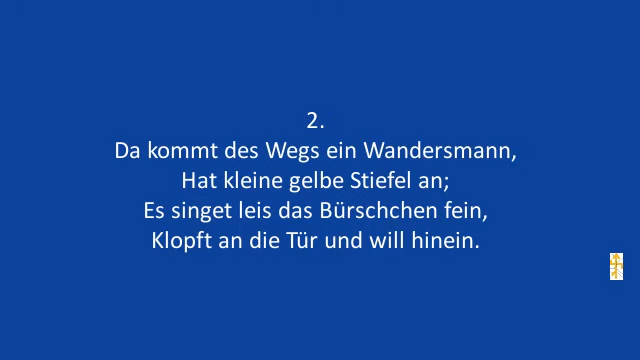 2.
Da kommt des Wegs ein Wandersmann,
Hat kleine gelbe Stiefel an;
Es singet leis das Bürschchen fein,
Klopft an die Tür und will hinein.